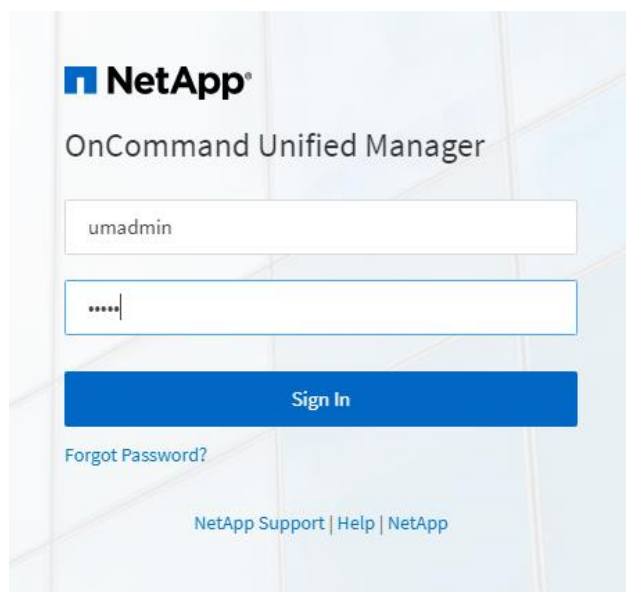 NetApp®
OnCommand Unified Manager
umadmin
•••••
Sign In
Forgot Password?
NetApp Support | Help | NetApp